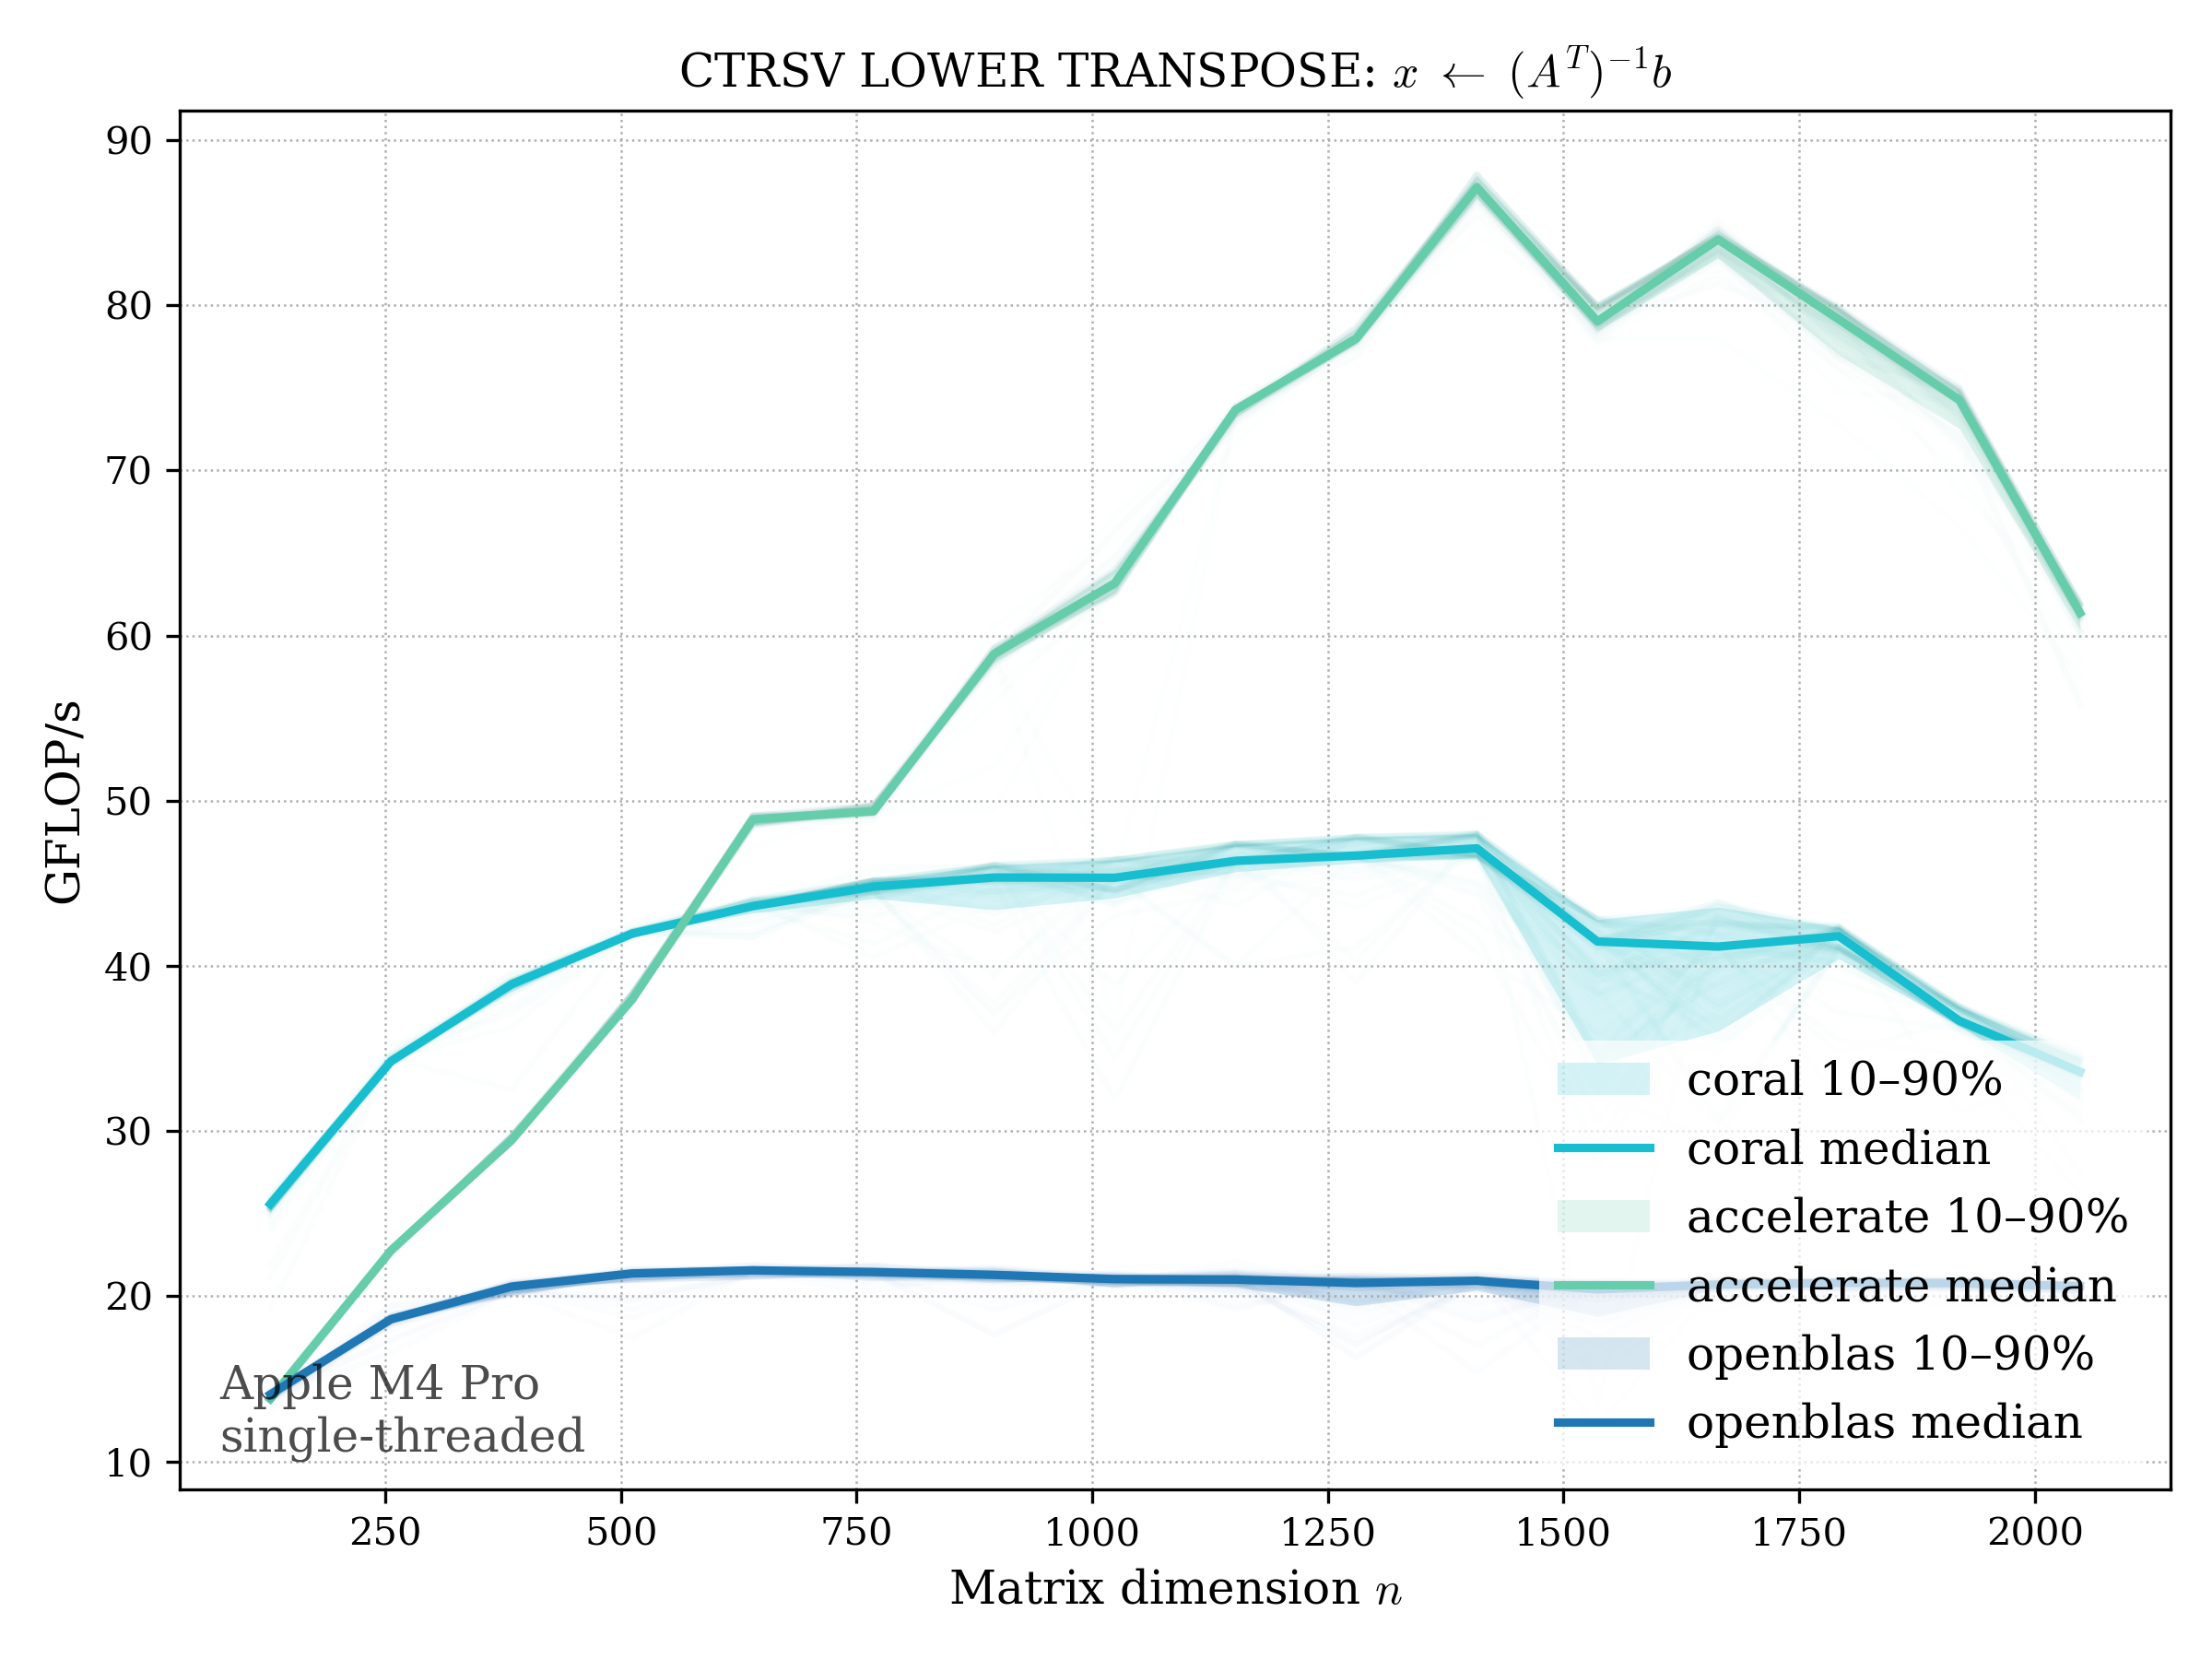 CTRSV LOWER TRANSPOSE: $x \leftarrow (A^T)^{-1}b$
90
80
70
60
50
40
30
20
10
GFLOP/s
250 500 750 1000 1250 1500 1750 2000
Matrix dimension n
Apple M4 Pro
single-threaded
coral 10–90%
coral median
accelerate 10–90%
accelerate median
openblas 10–90%
openblas median